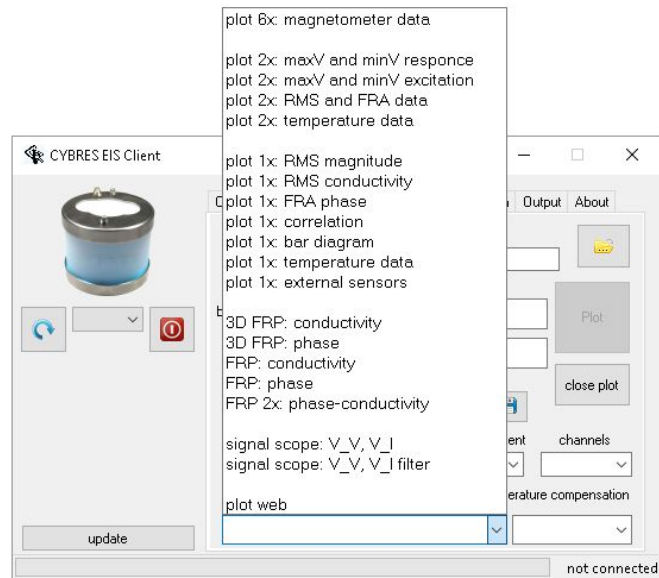 plot 6x: magnetometer data
plot 2x: maxV and minV responce
plot 2x: maxV and minV excitation
plot 2x: RMS and FRA data
plot 2x: temperature data
CYBRES EIS Client
plot 1x: RMS magnitude
plot 1x: RMS conductivity
plot 1x: FRA phase
plot 1x: correlation
plot 1x: bar diagram
plot 1x: temperature data
plot 1x: external sensors
Output About
Plot
3D FRP: conductivity
3D FRP: phase
FRP: conductivity
FRP: phase
FRP 2x: phase-conductivity
close plot
signal scope: V_V, V_I
signal scope: V_V, V_I filter
channels
plot web
compensation
update
not connected